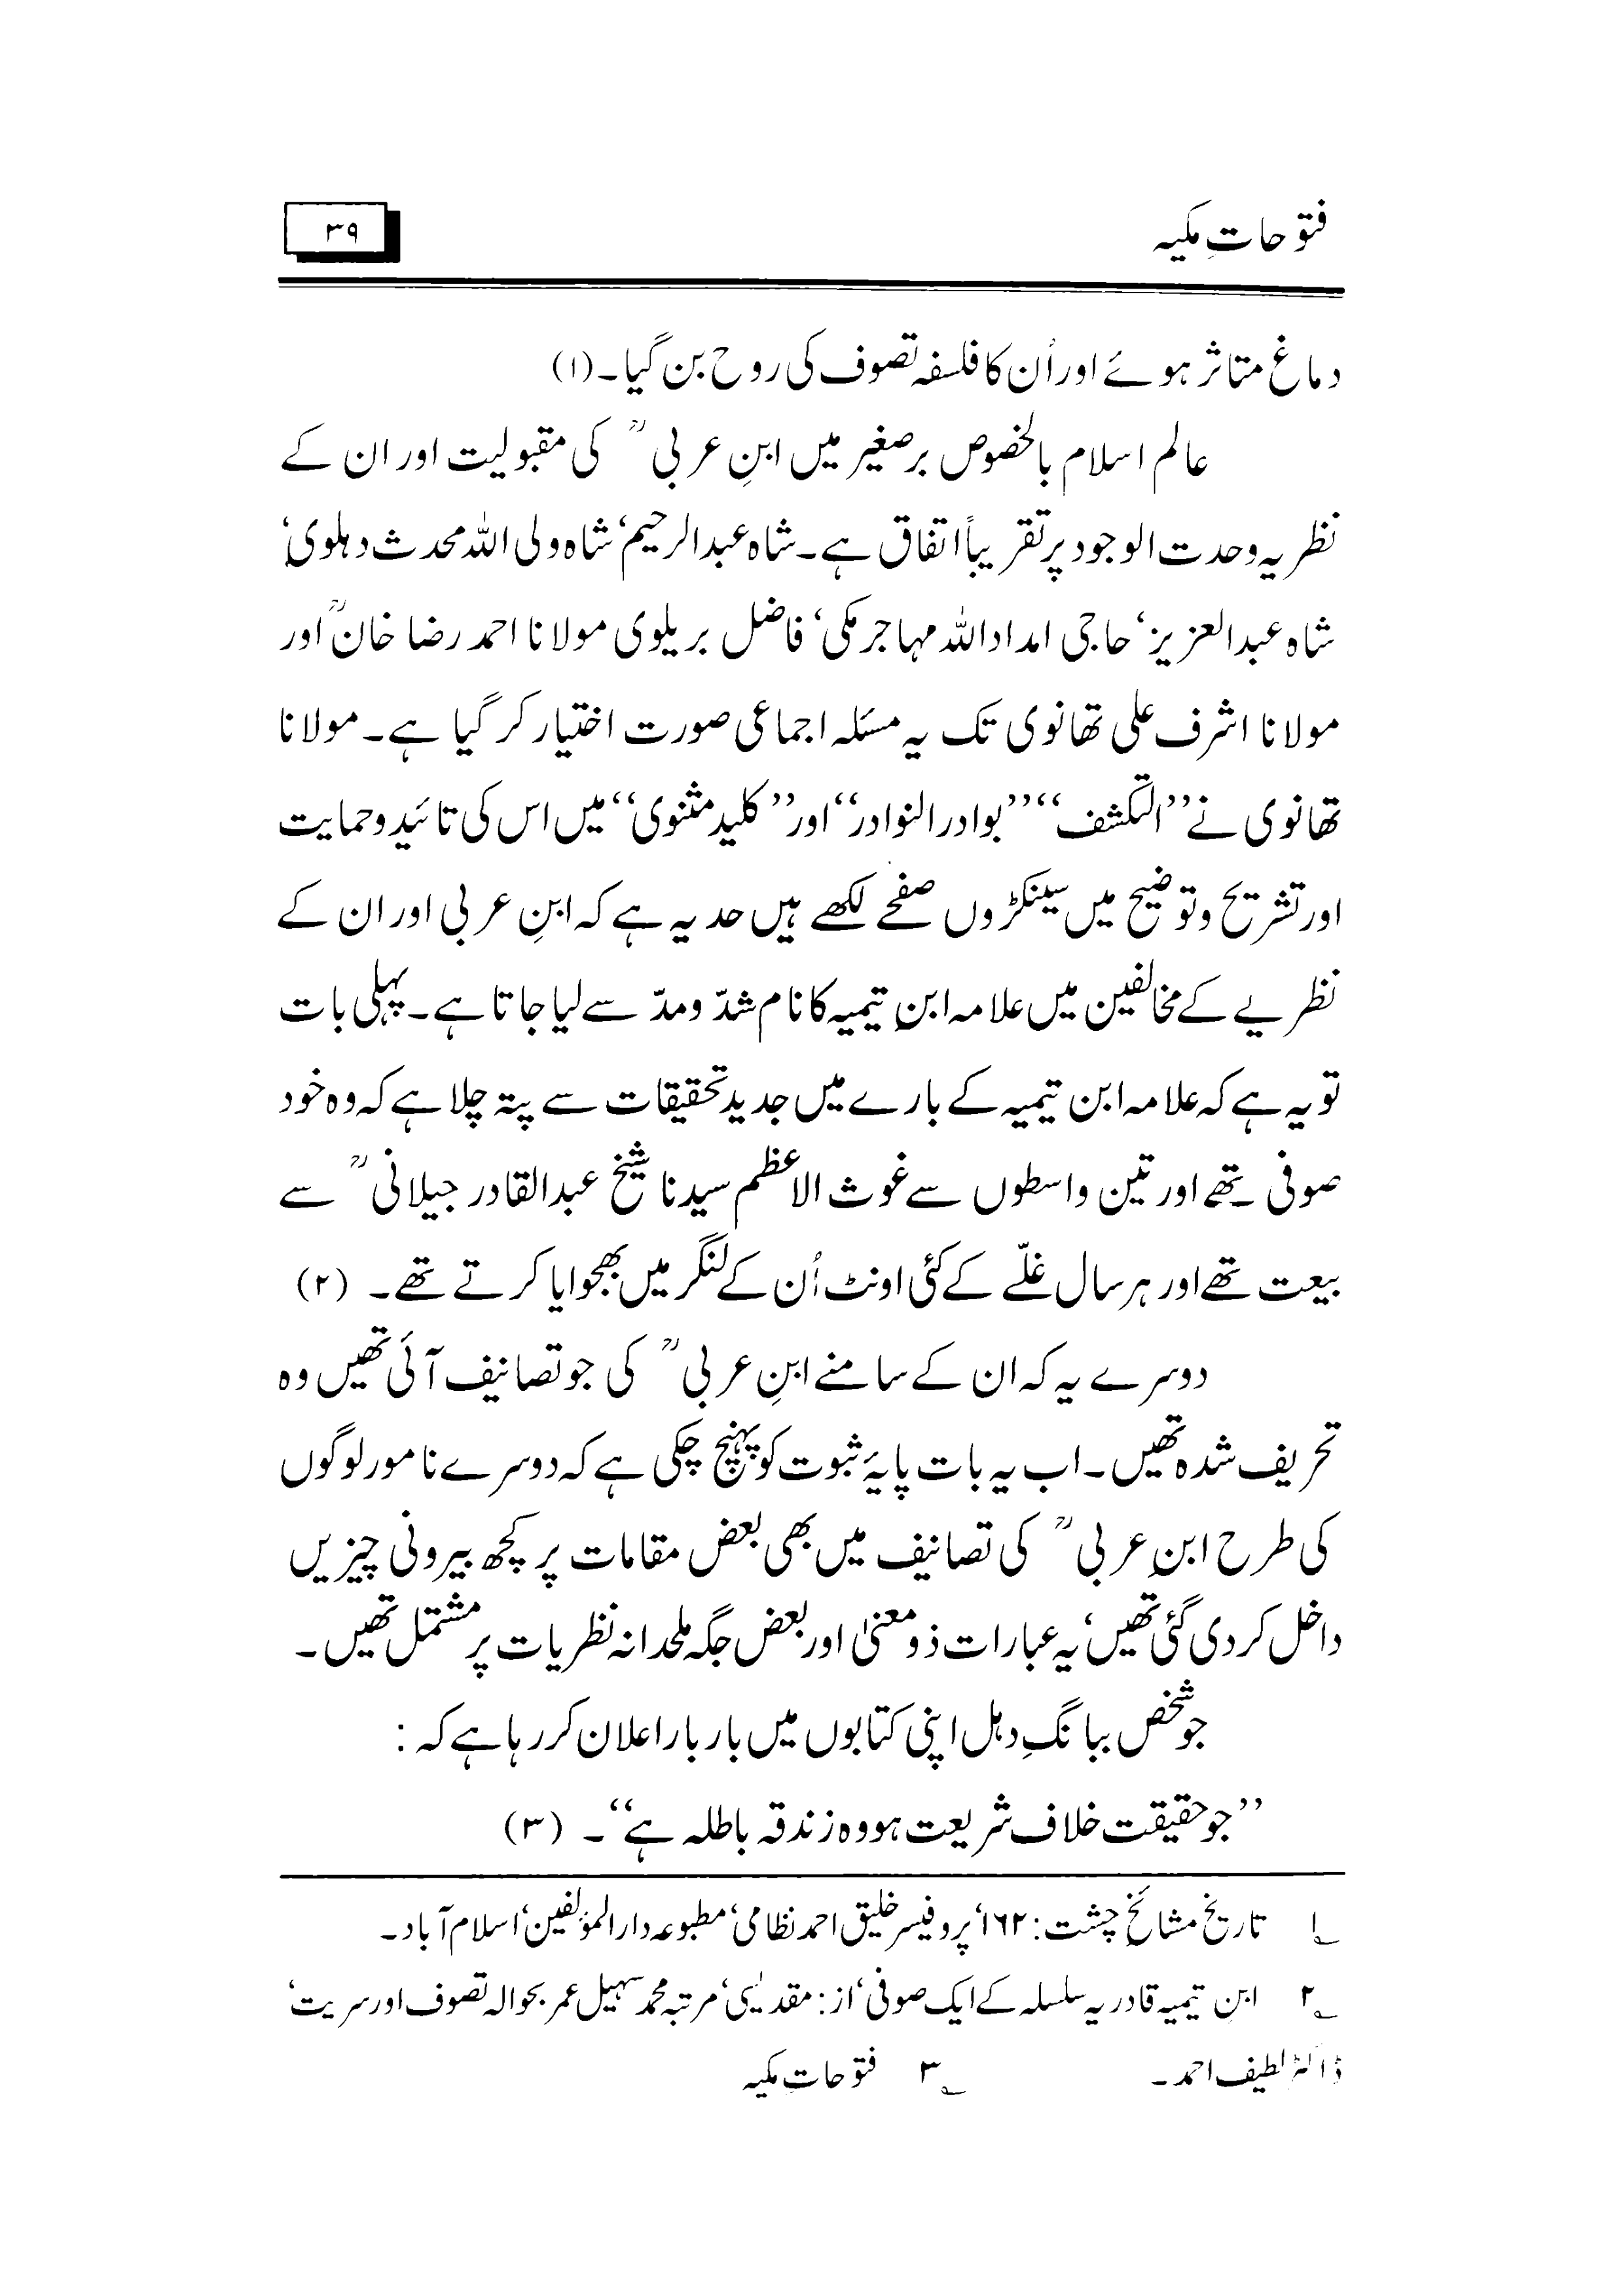 فتوحاتِ مکیہ
۳۹
دماغ متاثر ہوئے اور اُن کا فلسفہ تصوف کی روح بن گیا۔ (۱)
عالم اسلام بالخصوص برصغیر میں ابنِ عربیؒ کی مقبولیت اور ان کے
نظریہ وحدت الوجود پر تقریباً اتفاق ہے۔ شاہ عبدالرحیم‘ شاہ ولی اللہ محدث دہلوی‘
شاہ عبدالعزیز‘ حاجی امداداللہ مہاجر مکی‘ فاضل بریلوی مولانا احمد رضا خانؒ اور
مولانا اشرف علی تھانوی تک یہ مسئلہ اجماعی صورت اختیار کر گیا ہے۔ مولانا
تھانوی نے ’’التکشف‘‘ ’’بوادر النوادر‘‘ اور ’’کلید مثنوی‘‘ میں اس کی تائید و حمایت
اور تشریح و توضیح میں سینکڑوں صفحے لکھے ہیں حد یہ ہے کہ ابنِ عربی اور ان کے
نظریے کے مخالفین میں علامہ ابنِ تیمیہ کا نام شدّ و مدّ سے لیا جاتا ہے۔ پہلی بات
تو یہ ہے کہ علامہ ابن تیمیہ کے بارے میں جدید تحقیقات سے پتہ چلا ہے کہ وہ خود
صوفی تھے اور تین واسطوں سے غوث الاعظم سیدنا شیخ عبدالقادر جیلانیؒ سے
بیعت تھے اور ہر سال غلّے کے کئی اونٹ اُن کے لنگر میں بھجوایا کرتے تھے۔ (۲)
دوسرے یہ کہ ان کے سامنے ابنِ عربیؒ کی جو تصانیف آئی تھیں وہ
تحریف شدہ تھیں۔ اب یہ بات پایۂ ثبوت کو پہنچ چکی ہے کہ دوسرے نامور لوگوں
کی طرح ابنِ عربیؒ کی تصانیف میں بھی بعض مقامات پر کچھ بیرونی چیزیں
داخل کر دی گئی تھیں‘ یہ عبارات ذو معنیٰ اور بعض جگہ ملحدانہ نظریات پر مشتمل تھیں۔
جو شخص ببانگِ دہل اپنی کتابوں میں بار بار اعلان کر رہا ہے کہ :
’’جو حقیقت خلاف شریعت ہو وہ زندقہ باطلہ ہے‘‘۔ (۳)
۱؎ تاریخ مشائخِ چشت : ۱۶۲‘ پروفیسر خلیق احمد نظامی‘ مطبوعہ دارالمؤلفین‘ اسلام آباد۔
۲؎ ابنِ تیمیہ قادریہ سلسلہ کے ایک صوفی‘ از : مقدیسی‘ مرتبہ محمد سہیل عمر بحوالہ تصوف اور سریت‘
ڈاکٹر لطیف احمد۔ ۳؎ فتوحاتِ مکیہ